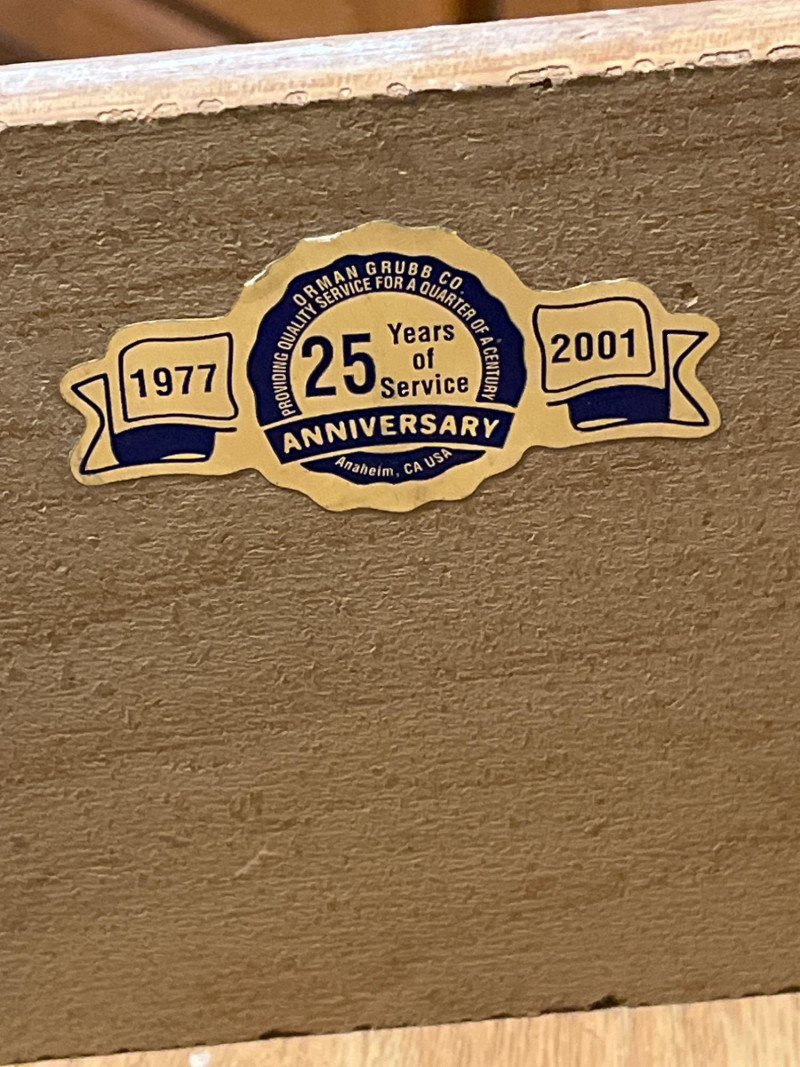 ORMAN GRUBB CO.
PROVIDING QUALITY SERVICE FOR A QUARTER OF A CENTURY
1977
25 Years
of
Service
2001
ANNIVERSARY
Anaheim, CA USA